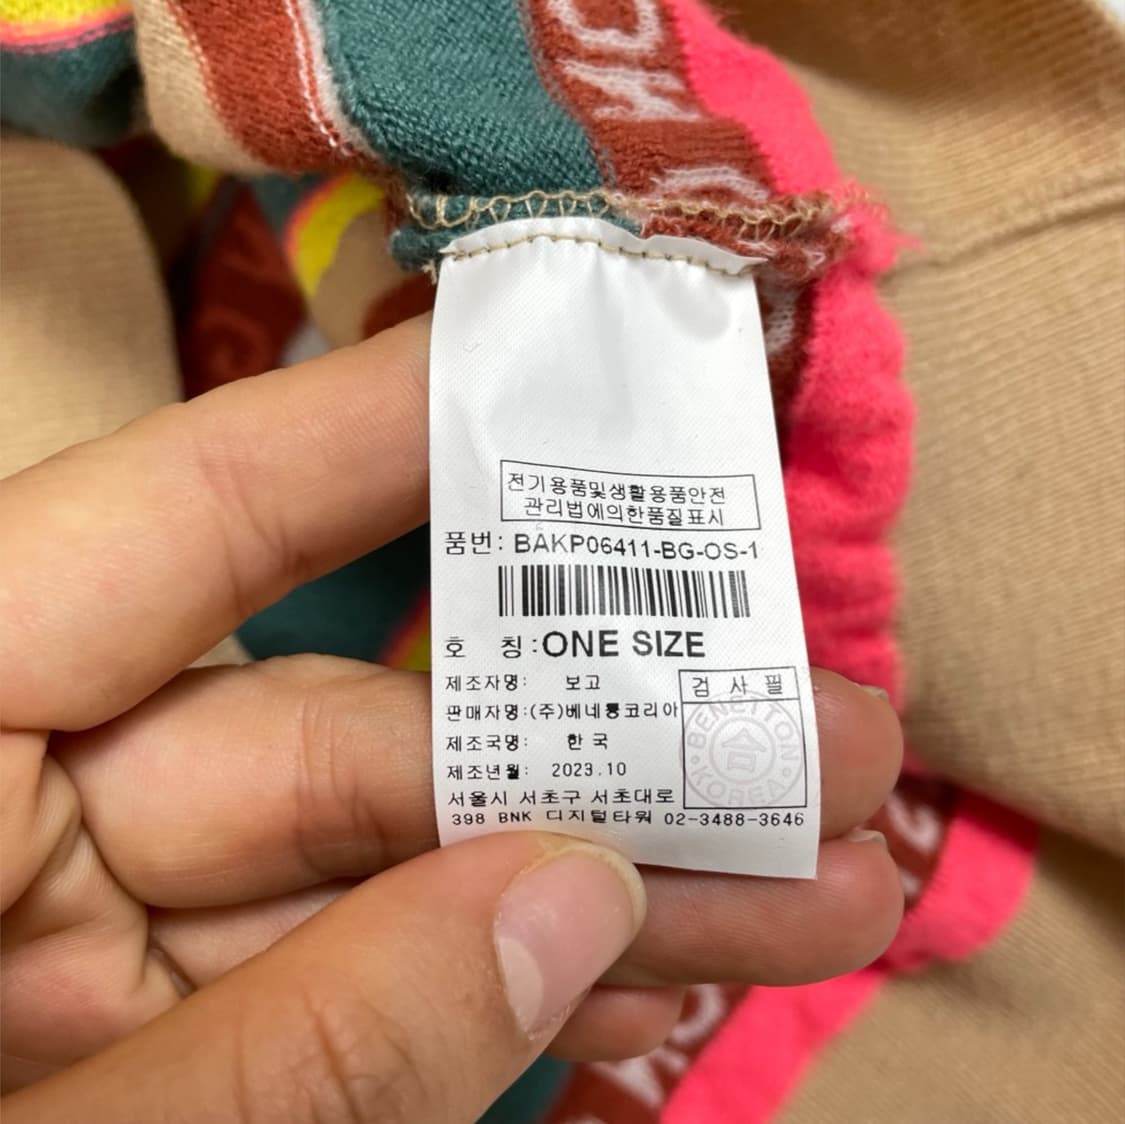 전기용품및생활용품안전
관리법에의한품질표시
품번: BAKP06411-BG-OS-1
호 칭:ONE SIZE
제조자명: 보고
판매자명:(주)베네통코리아
제조국명: 한국
제조년월: 2023.10
검 사 필
BENETTON
合
KOREA
서울시 서초구 서초대로
398 BNK 디지털타워 02-3488-3646